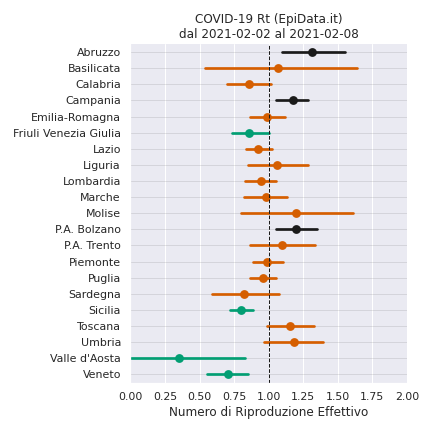 COVID-19 Rt (EpiData.it)
dal 2021-02-02 al 2021-02-08
Abruzzo
Basilicata
Calabria
Campania
Emilia-Romagna
Friuli Venezia Giulia
Lazio
Liguria
Lombardia
Marche
Molise
P.A. Bolzano
P.A. Trento
Piemonte
Puglia
Sardegna
Sicilia
Toscana
Umbria
Valle d'Aosta
Veneto
0.00 0.25 0.50 0.75 1.00 1.25 1.50 1.75 2.00
Numero di Riproduzione Effettivo